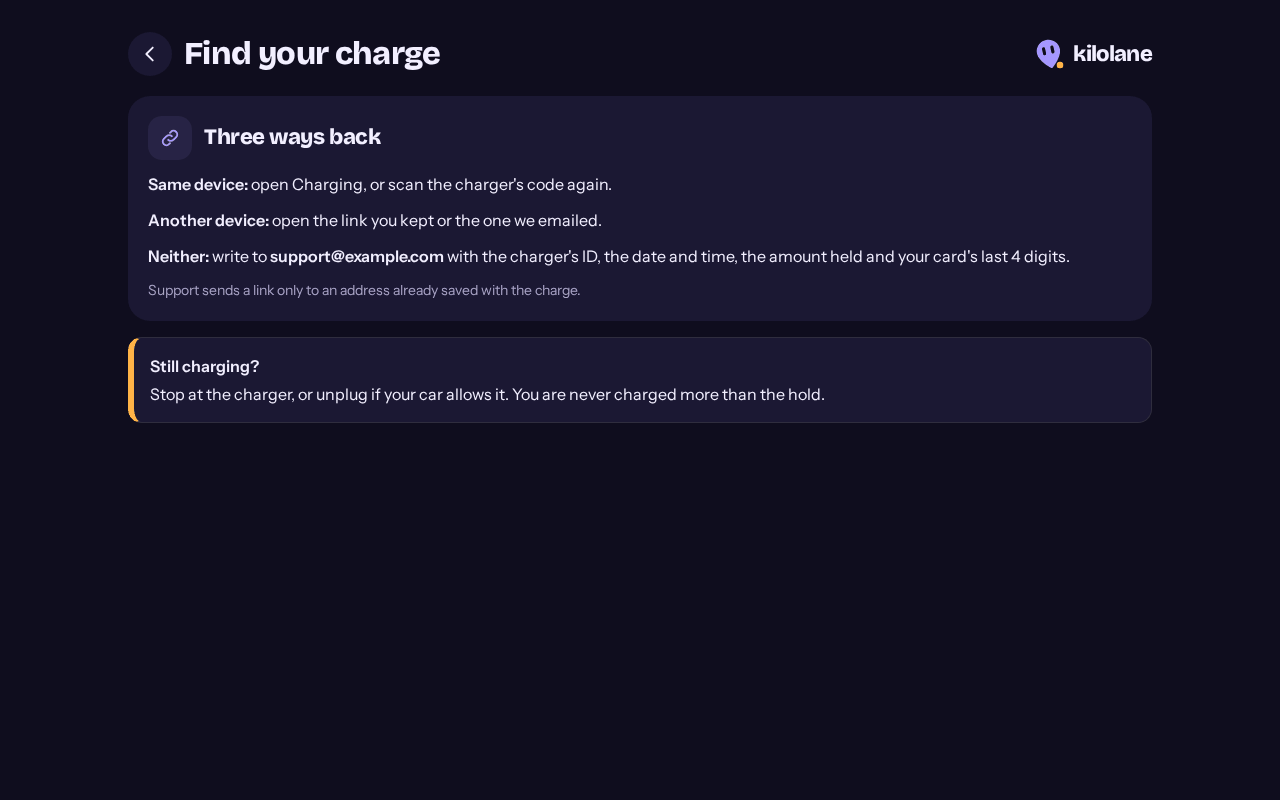 Find your charge
kilolane
Three ways back
Same device: open Charging, or scan the charger's code again.
Another device: open the link you kept or the one we emailed.
Neither: write to support@example.com with the charger's ID, the date and time, the amount held and your card's last 4 digits.
Support sends a link only to an address already saved with the charge.
Still charging?
Stop at the charger, or unplug if your car allows it. You are never charged more than the hold.